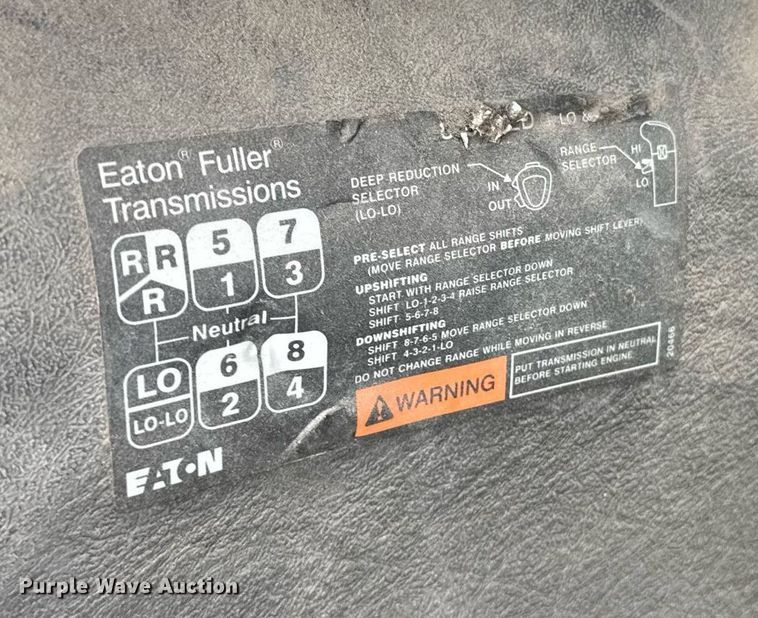 Eaton® Fuller®
Transmissions
R R 5 7
R 1 3
Neutral
LO 6 8
LO-LO 2 4
EATON
D LO &
DEEP REDUCTION
SELECTOR
(LO-LO)
IN
OUT
RANGE
SELECTOR
HI
LO
PRE-SELECT ALL RANGE SHIFTS
(MOVE RANGE SELECTOR BEFORE MOVING SHIFT LEVER)
UPSHIFTING
START WITH RANGE SELECTOR DOWN
SHIFT LO-1-2-3-4 RAISE RANGE SELECTOR
SHIFT 5-6-7-8
DOWNSHIFTING
SHIFT 8-7-6-5 MOVE RANGE SELECTOR DOWN
SHIFT 4-3-2-1-LO
DO NOT CHANGE RANGE WHILE MOVING IN REVERSE
WARNING
PUT TRANSMISSION IN NEUTRAL
BEFORE STARTING ENGINE
20466
Purple Wave Auction